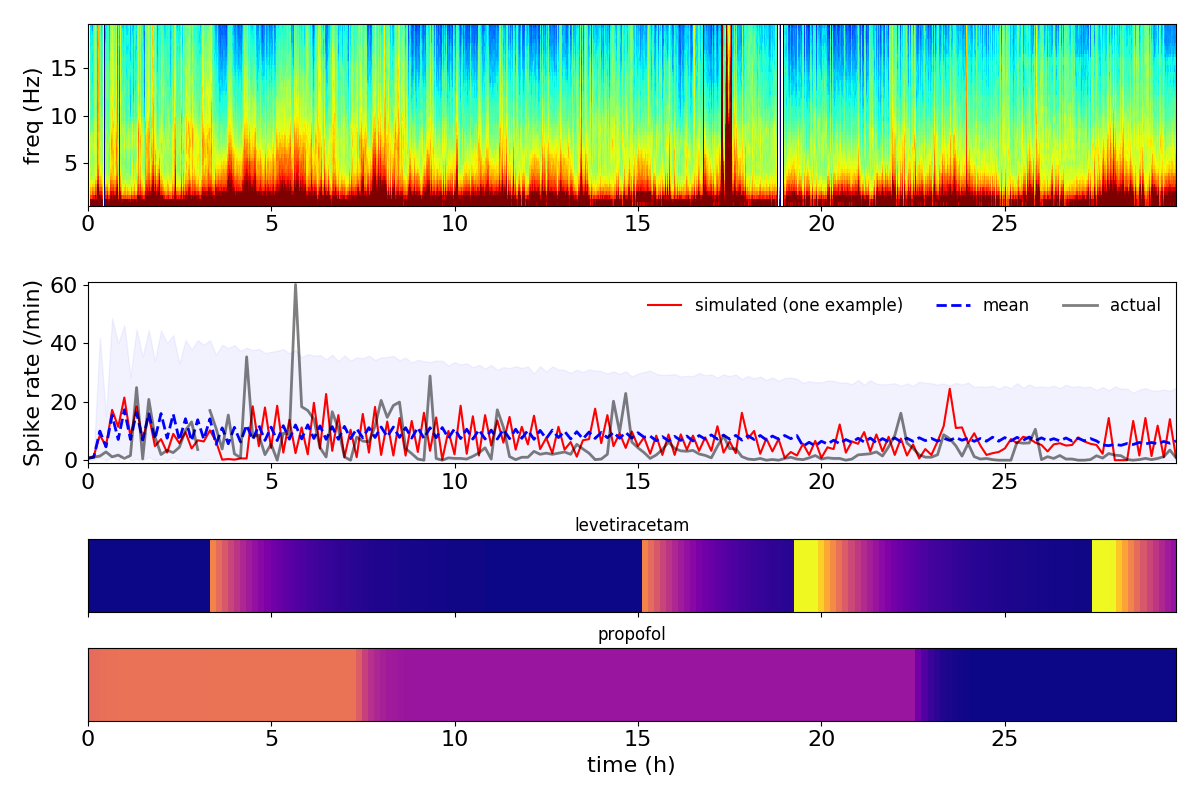 freq (Hz)
15
10
5
0 5 10 15 20 25
Spike rate (/min)
60
40
20
0
simulated (one example) mean actual
0 5 10 15 20 25
levetiracetam
propofol
0 5 10 15 20 25
time (h)